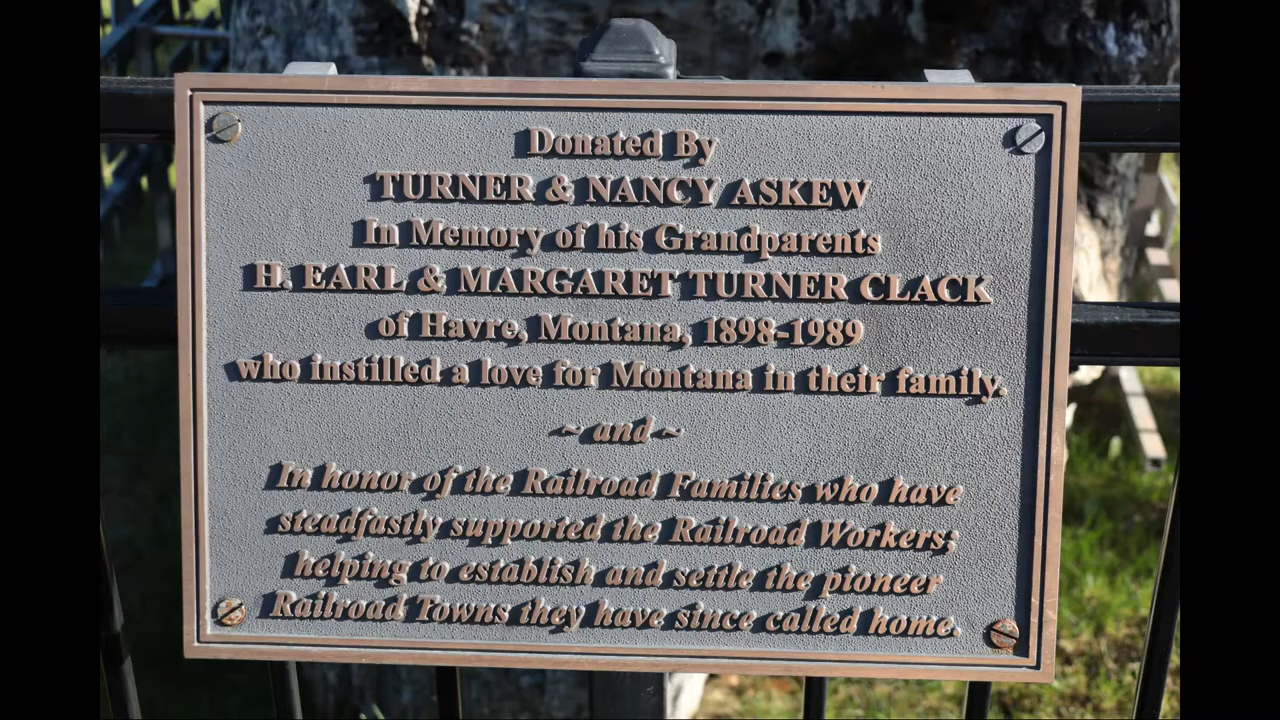 Donated By
TURNER & NANCY ASKEW
In Memory of his Grandparents
H. EARL & MARGARET TURNER CLACK
of Havre, Montana, 1898-1989
who instilled a love for Montana in their family.
~ and ~
In honor of the Railroad Families who have
steadfastly supported the Railroad Workers;
helping to establish and settle the pioneer
Railroad Towns they have since called home.